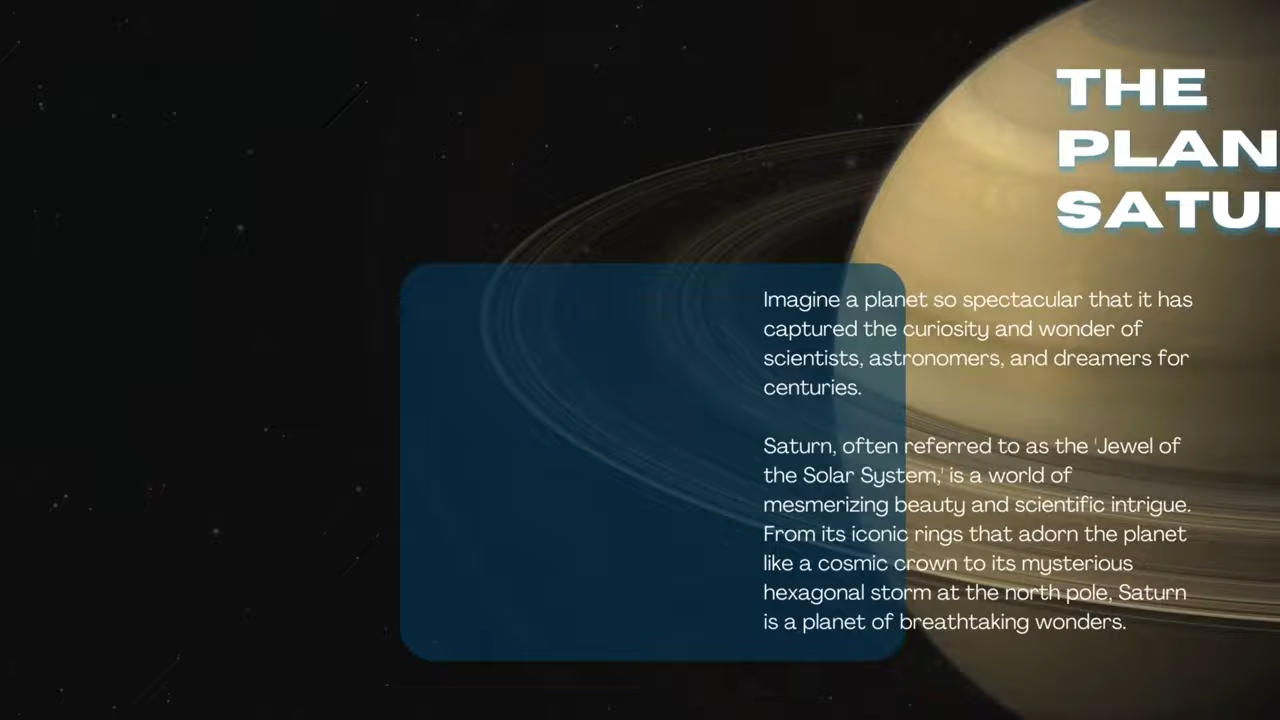 THE
PLAN
SATU
Imagine a planet so spectacular that it has
captured the curiosity and wonder of
scientists, astronomers, and dreamers for
centuries.
Saturn, often referred to as the 'Jewel of
the Solar System,' is a world of
mesmerizing beauty and scientific intrigue.
From its iconic rings that adorn the planet
like a cosmic crown to its mysterious
hexagonal storm at the north pole, Saturn
is a planet of breathtaking wonders.